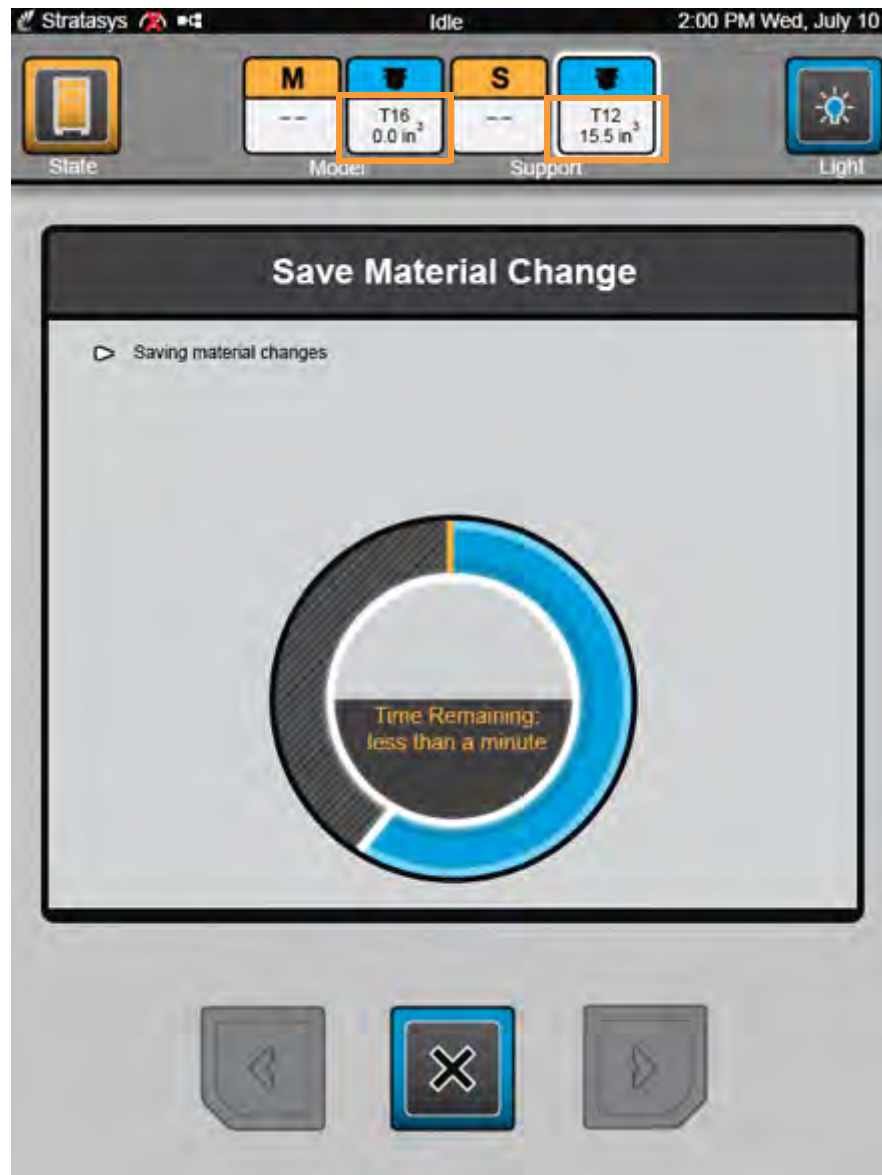 Stratasys Idle 2:00 PM Wed, July 10
M S
-- T16 -- T12
0.0 in³ 15.5 in³
State Model Support Light
Save Material Change
Saving material changes
Time Remaining:
less than a minute